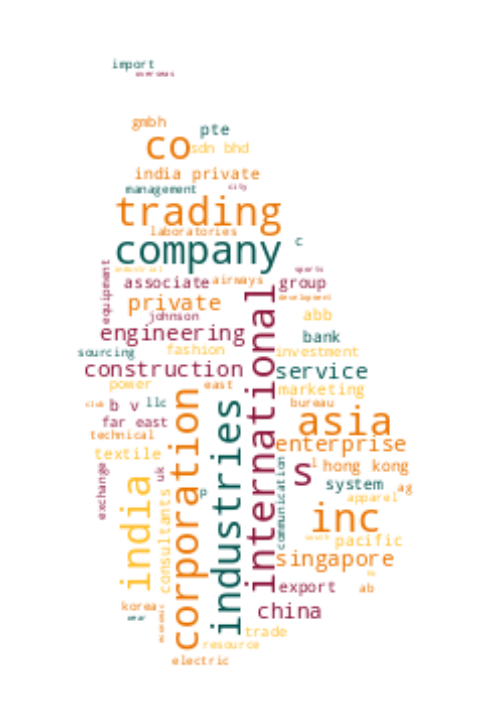 import
overseas
gmbh
pte
co
sdn bhd
india private
management
city
trading
laboratories
company
c
industrial
sports
equipment
associate
airways
group
development
private
johnson
abb
engineering
bank
sourcing
fashion
investment
construction
service
power
east
marketing
club
b v
llc
bureau
far east
asia
technical
enterprise
textile
l
hong kong
s
exchange
uk
system
ag
india
consultants
p
corporation
industries
international
communication
apparel
inc
south
pacific
singapore
export
ab
korea
china
wear
economic
trade
resource
electric